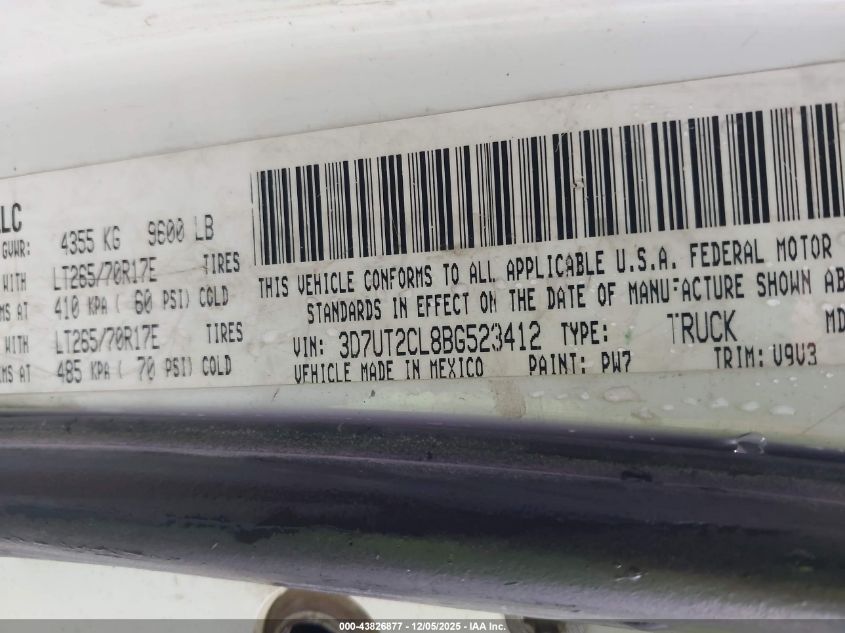 LC
GVWR: 4355 KG 9600 LB
WITH LT265/70R17E TIRES
MS AT 410 KPA ( 60 PSI) COLD
WITH LT265/70R17E TIRES
MS AT 485 KPA ( 70 PSI) COLD
THIS VEHICLE CONFORMS TO ALL APPLICABLE U.S.A. FEDERAL MOTOR
STANDARDS IN EFFECT ON THE DATE OF MANUFACTURE SHOWN AB
VIN: 3D7UT2CL8BG523412 TYPE: TRUCK MD
VEHICLE MADE IN MEXICO PAINT: PW7 TRIM: V9V3
000-43826877 - 12/05/2025 - IAA Inc.